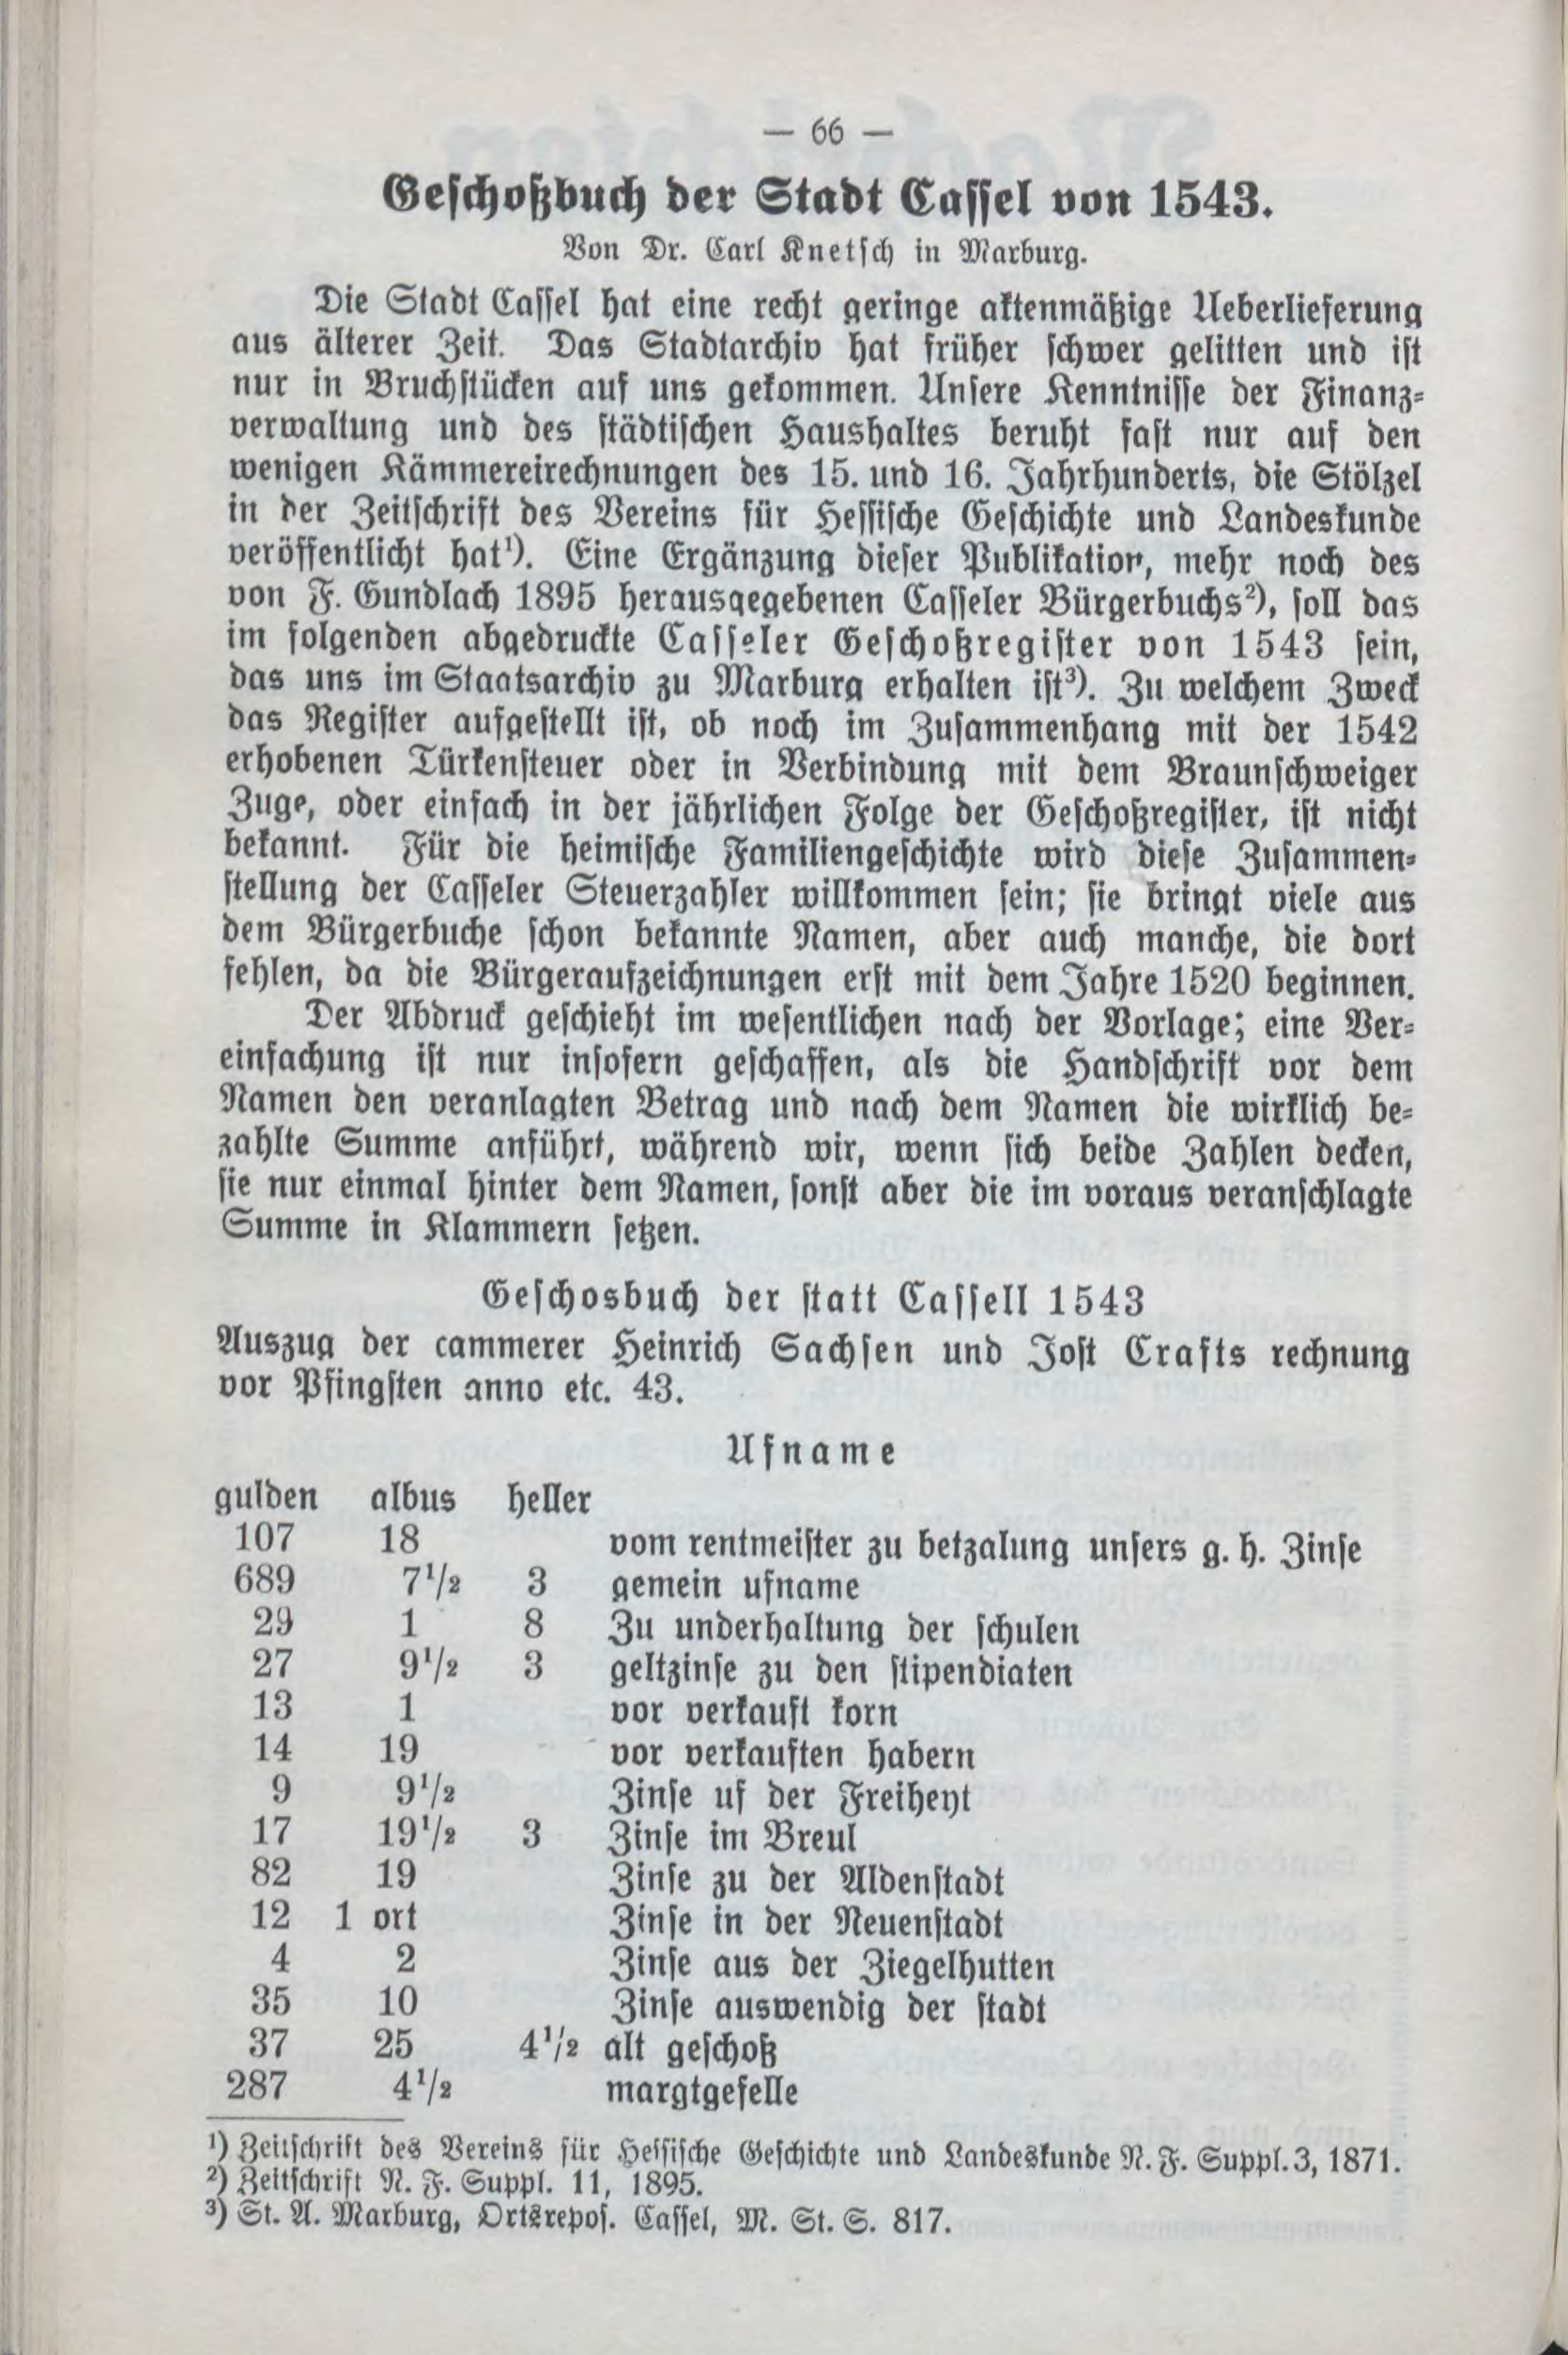 — 66 —
Geschoßbuch der Stadt Cassel von 1543.
Von Dr. Carl Knetsch in Marburg.
Die Stadt Cassel hat eine recht geringe aktenmäßige Ueberlieferung
aus älterer Zeit. Das Stadtarchiv hat früher schwer gelitten und ist
nur in Bruchstücken auf uns gekommen. Unsere Kenntnisse der Finanz-
verwaltung und des städtischen Haushaltes beruht fast nur auf den
wenigen Kämmereirechnungen des 15. und 16. Jahrhunderts, die Stölzel
in der Zeitschrift des Vereins für Hessische Geschichte und Landeskunde
veröffentlicht hat¹). Eine Ergänzung dieser Publikation, mehr noch des
von F. Gundlach 1895 herausgegebenen Casseler Bürgerbuchs²), soll das
im folgenden abgedruckte Casseler Geschoßregister von 1543 sein,
das uns im Staatsarchiv zu Marburg erhalten ist³). Zu welchem Zweck
das Register aufgestellt ist, ob noch im Zusammenhang mit der 1542
erhobenen Türkensteuer oder in Verbindung mit dem Braunschweiger
Zuge, oder einfach in der jährlichen Folge der Geschoßregister, ist nicht
bekannt. Für die heimische Familiengeschichte wird diese Zusammen-
stellung der Casseler Steuerzahler willkommen sein; sie bringt viele aus
dem Bürgerbuche schon bekannte Namen, aber auch manche, die dort
fehlen, da die Bürgeraufzeichnungen erst mit dem Jahre 1520 beginnen.
Der Abdruck geschieht im wesentlichen nach der Vorlage; eine Ver-
einfachung ist nur insofern geschaffen, als die Handschrift vor dem
Namen den veranlagten Betrag und nach dem Namen die wirklich be-
zahlte Summe anführt, während wir, wenn sich beide Zahlen decken,
sie nur einmal hinter dem Namen, sonst aber die im voraus veranschlagte
Summe in Klammern setzen.
Geschosbuch der statt Cassell 1543
Auszug der cammerer Heinrich Sachsen und Jost Crafts rechnung
vor Pfingsten anno etc. 43.
Ufname
gulden albus heller
107 18 vom rentmeister zu betzalung unsers g. h. Zinse
689 7½ 3 gemein ufname
29 1 8 Zu underhaltung der schulen
27 9½ 3 geltzinse zu den stipendiaten
13 1 vor verkauft korn
14 19 vor verkauften habern
9 9½ Zinse uf der Freiheyt
17 19½ 3 Zinse im Breul
82 19 Zinse zu der Aldenstadt
12 1 ort Zinse in der Neuenstadt
4 2 Zinse aus der Ziegelhutten
35 10 Zinse auswendig der stadt
37 25 4½ alt geschoß
287 4½ margtgefelle
¹) Zeitschrift des Vereins für Hessische Geschichte und Landeskunde N. F. Suppl. 3, 1871.
²) Zeitschrift N. F. Suppl. 11, 1895.
³) St. A. Marburg, Ortsrepos. Cassel, M. St. S. 817.